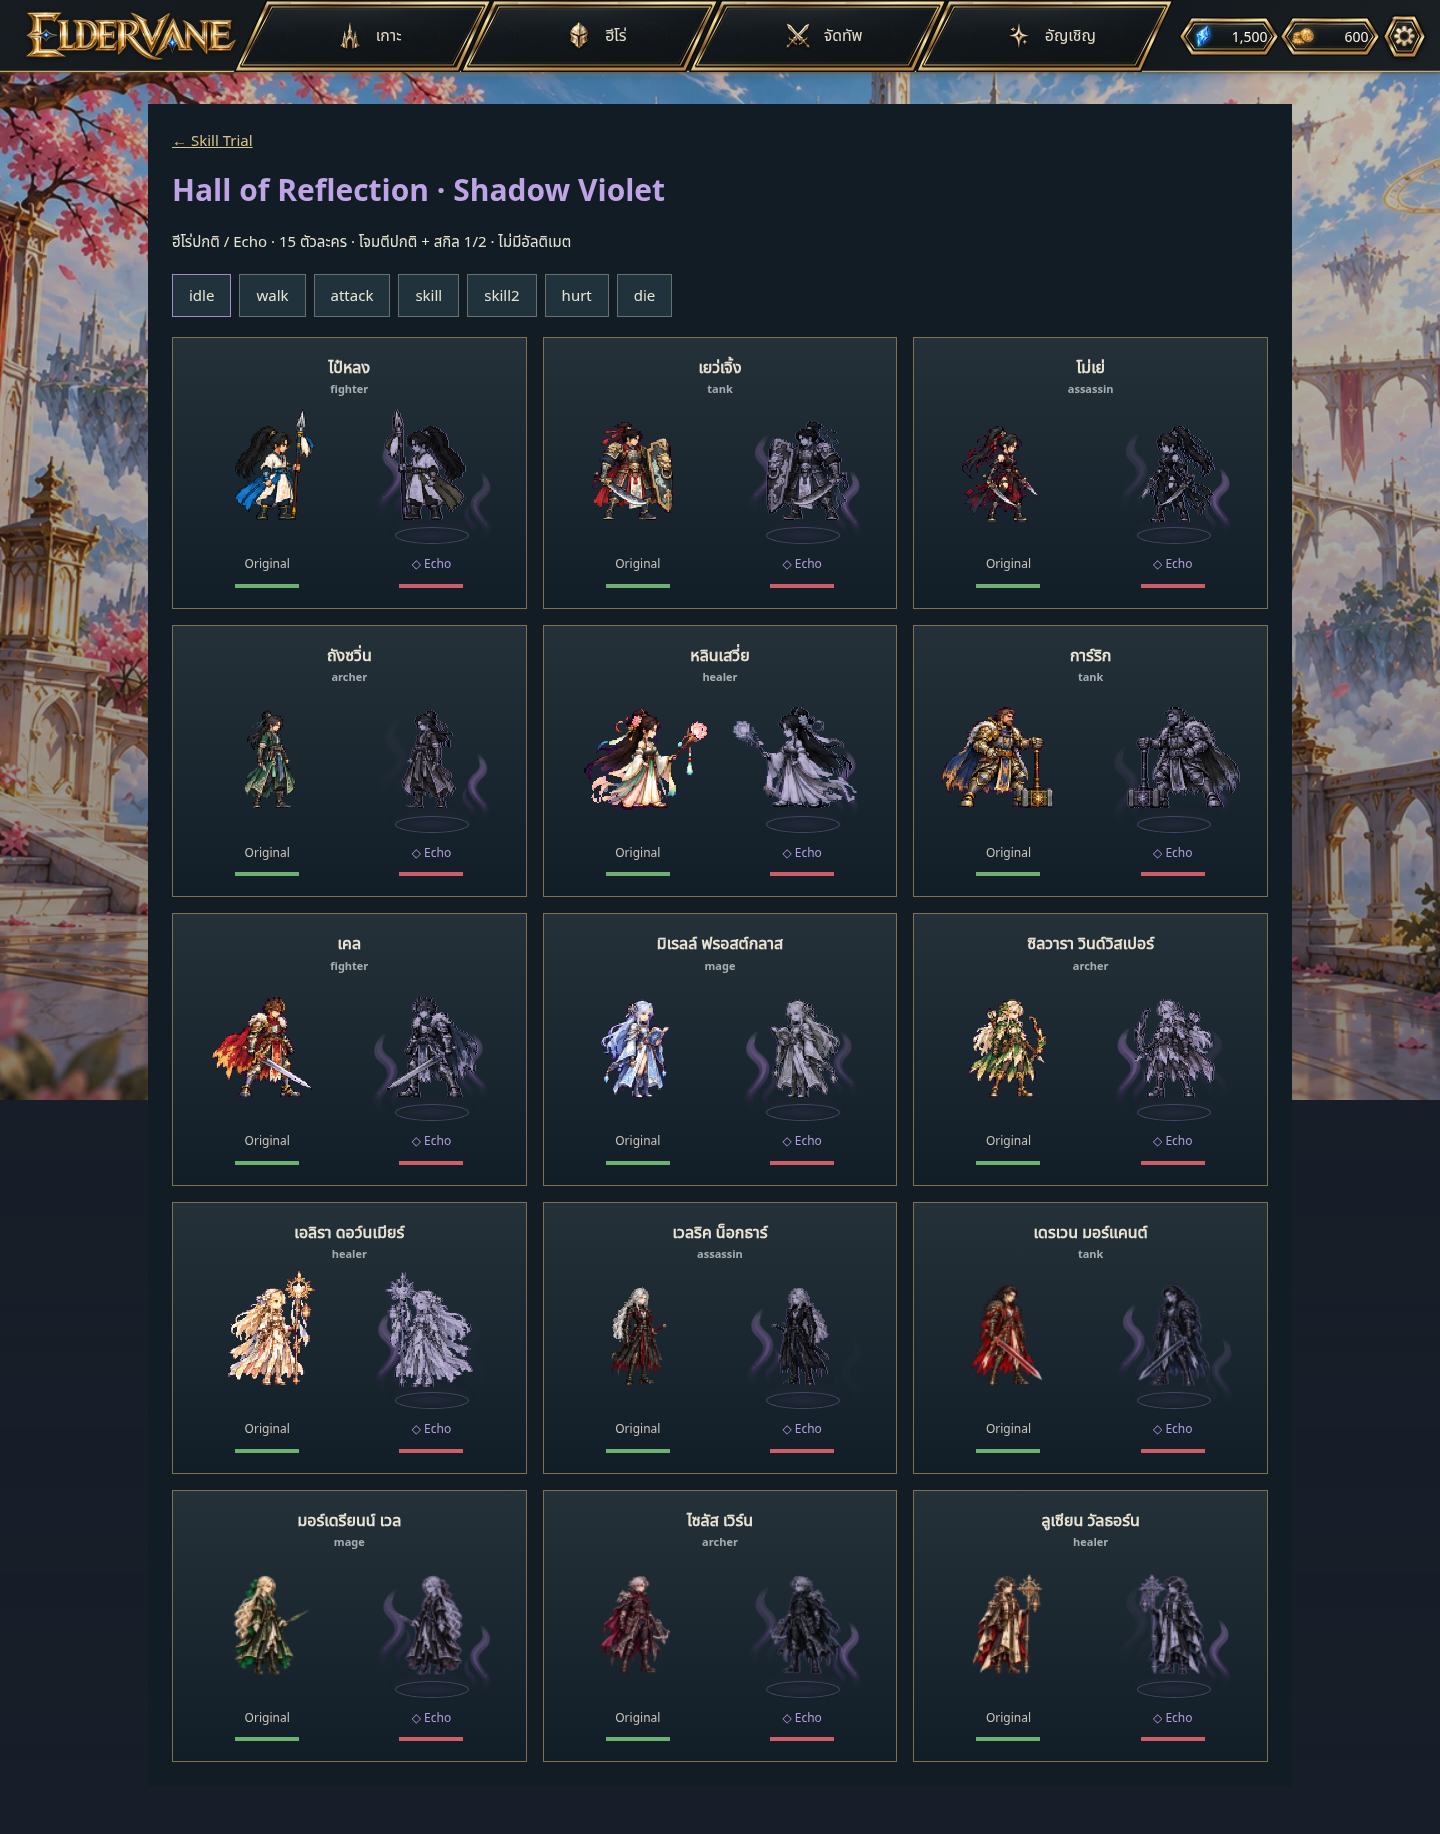 ELDERVANE
เกาะ
ฮีโร่
จัดทัพ
อัญเชิญ
1,500
600
← Skill Trial
Hall of Reflection · Shadow Violet
ฮีโร่ปกติ / Echo · 15 ตัวละคร · โจมตีปกติ + สกิล 1/2 · ไม่มีอัลติเมต
idle walk attack skill skill2 hurt die
ไป๋หลง เยว่เจิ้ง โม่เย่
fighter tank assassin
Original ◇ Echo Original ◇ Echo Original ◇ Echo
ถังซวิ่น หลินเสวี่ย การ์ริก
archer healer tank
Original ◇ Echo Original ◇ Echo Original ◇ Echo
เคล มิเรลล์ ฟรอสต์กลาส ซิลวารา วินด์วิสเปอร์
fighter mage archer
Original ◇ Echo Original ◇ Echo Original ◇ Echo
เอลิรา ดอว์นเมียร์ เวลริค น็อกธาร์ เดรเวน มอร์แคนต์
healer assassin tank
Original ◇ Echo Original ◇ Echo Original ◇ Echo
มอร์เดรียนน์ เวล ไซลัส เวิร์น ลูเซียน วัลธอร์น
mage archer healer
Original ◇ Echo Original ◇ Echo Original ◇ Echo